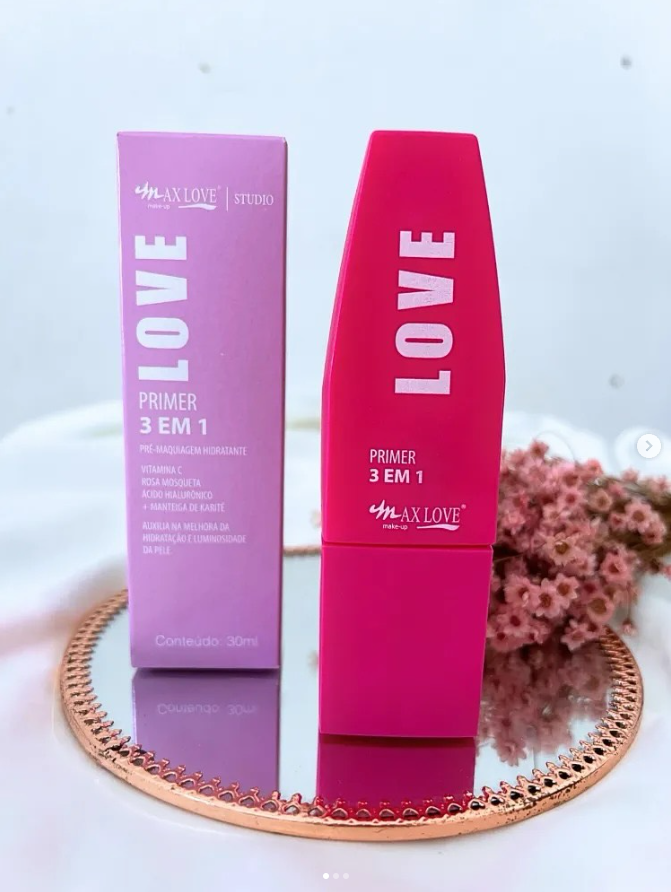 MAX LOVE® | STUDIO
make-up
LOVE
PRIMER
3 EM 1
PRÉ-MAQUIAGEM HIDRATANTE
VITAMINA C
ROSA MOSQUETA
ÁCIDO HIALURÔNICO
+ MANTEIGA DE KARITÉ
AUXILIA NA MELHORA DA
HIDRATAÇÃO E LUMINOSIDADE
DA PELE
Conteúdo: 30ml
LOVE
PRIMER
3 EM 1
MAX LOVE®
make-up